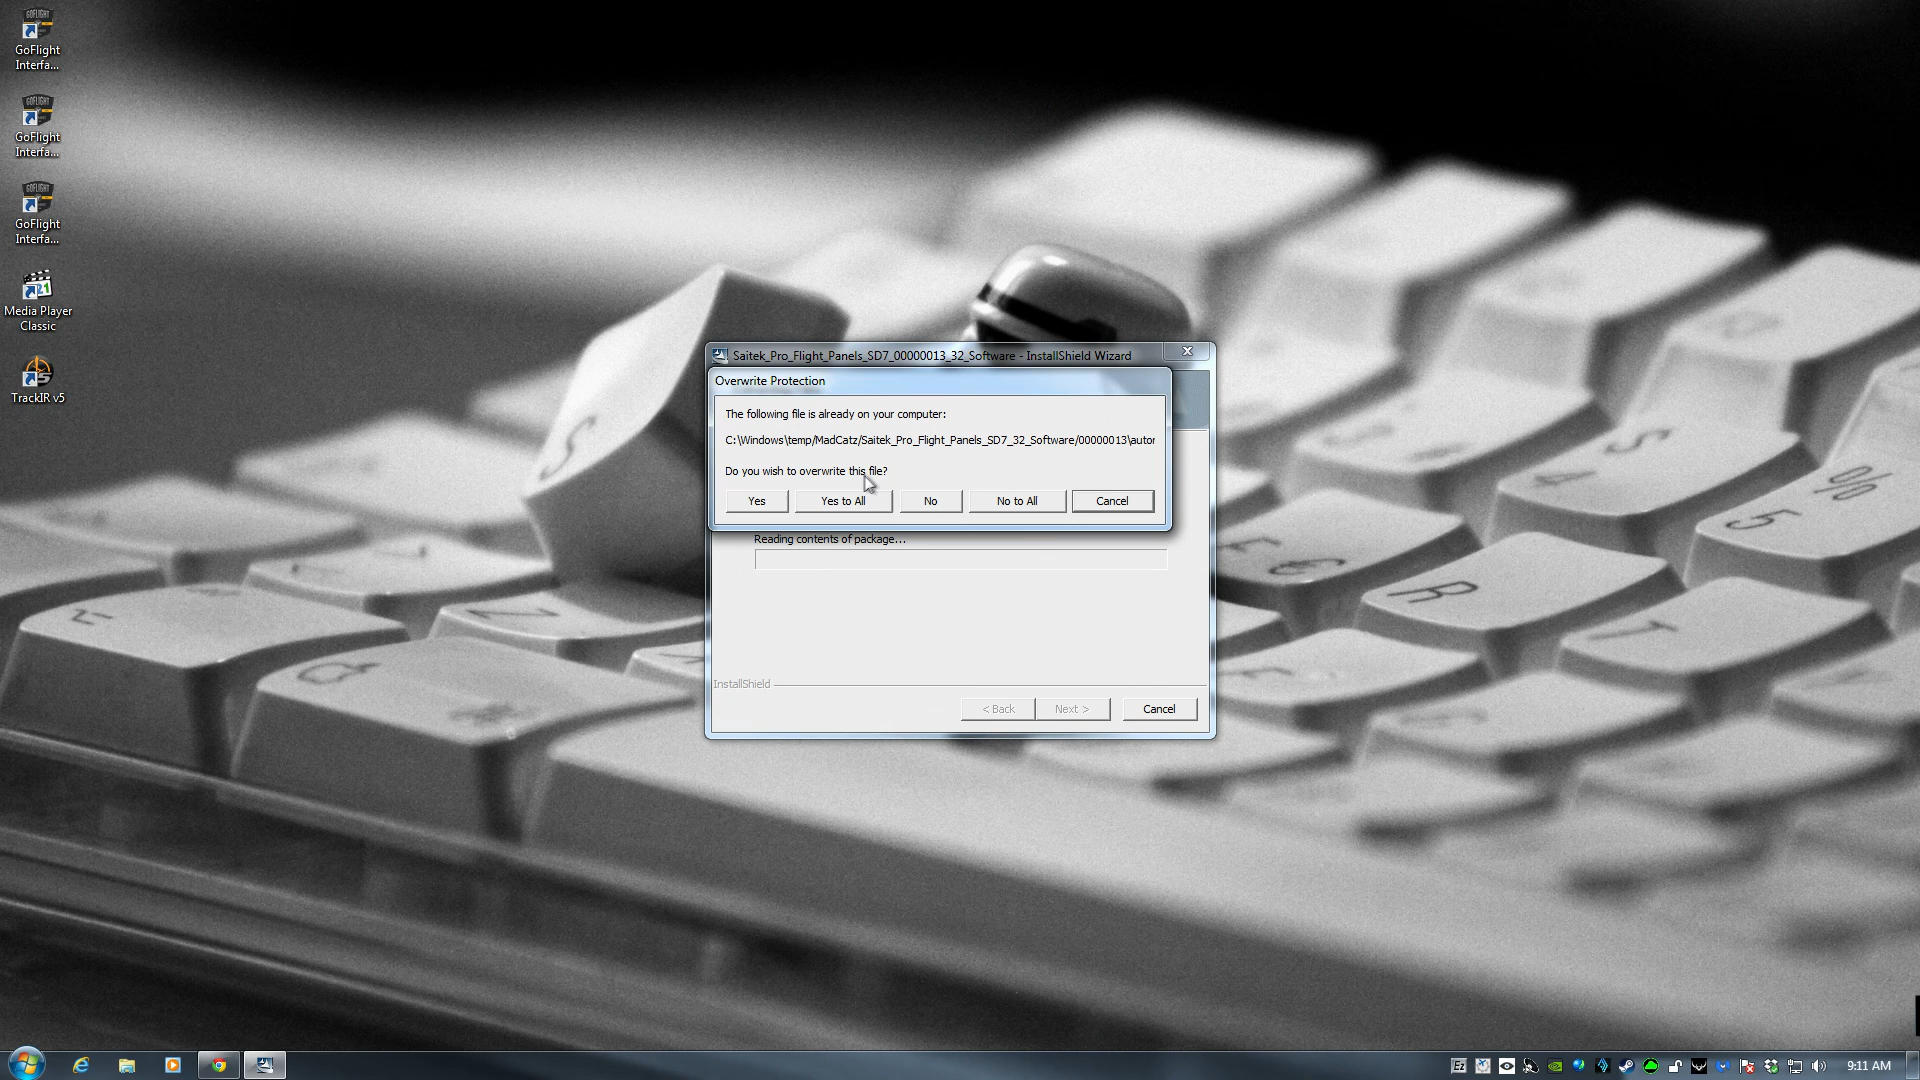 GoFlight
Interfa...
GoFlight
Interfa...
GoFlight
Interfa...
Media Player
Classic
TrackIR v5
Saitek_Pro_Flight_Panels_SD7_00000013_32_Software - InstallShield Wizard
Overwrite Protection
The following file is already on your computer:
C:\Windows\temp/MadCatz/Saitek_Pro_Flight_Panels_SD7_32_Software/00000013\autor
Do you wish to overwrite this file?
Yes
Yes to All
No
No to All
Cancel
Reading contents of package...
InstallShield
< Back
Next >
Cancel
S
Z
E €
R
4
% 5
T
9:11 AM